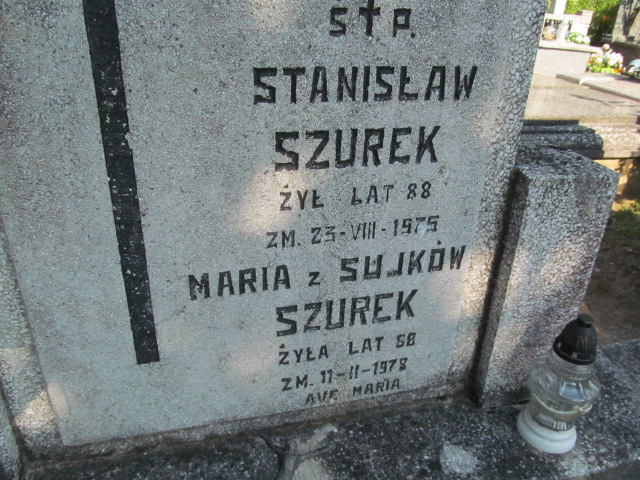 Ś†P.
STANISŁAW
SZUREK
ŻYŁ LAT 88
ZM. 23-VIII-1975
MARIA z SUJKÓW
SZUREK
ŻYŁA LAT 88
ZM. 11-II-1978
AVE MARIA